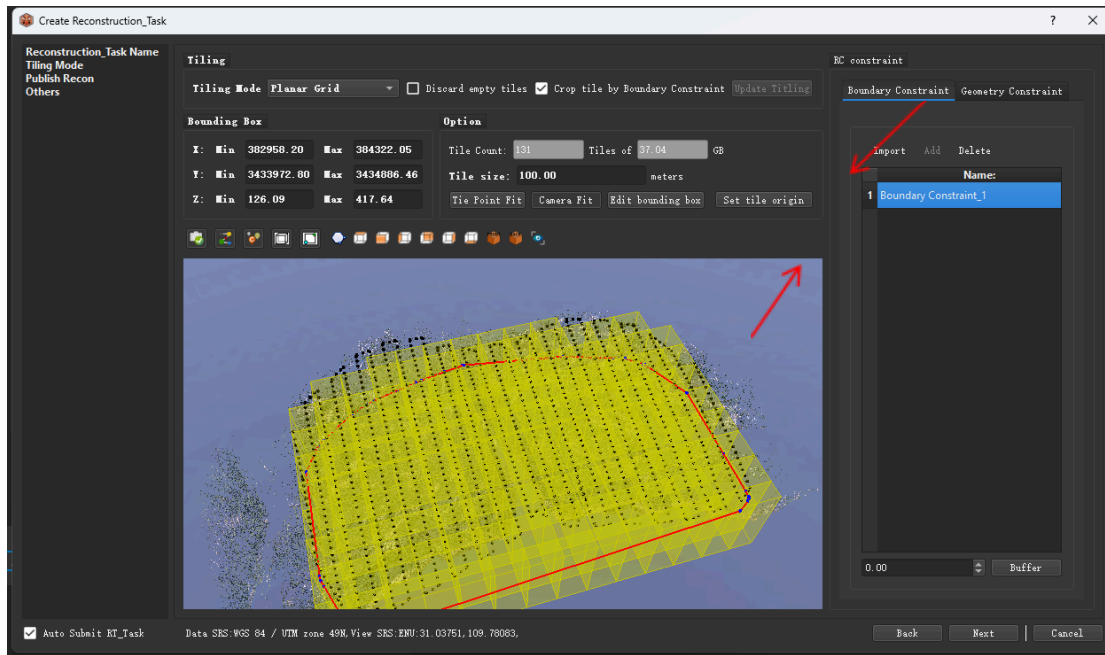 Create Reconstruction_Task
? ×
Reconstruction_Task Name
Tiling Mode
Publish Recon
Others
Tiling
Tiling Mode Planar Grid Discard empty tiles Crop tile by Boundary Constraint Update Titling
Bounding Box
X: Min 382958.20 Max 384322.05
Y: Min 3433972.80 Max 3434886.46
Z: Min 126.09 Max 417.64
Option
Tile Count: 131 Tiles of 37.04 GB
Tile size: 100.00 meters
Tie Point Fit Camera Fit Edit bounding box Set tile origin
RC constraint
Boundary Constraint Geometry Constraint
Import Add Delete
Name:
1 Boundary Constraint_1
0.00 Buffer
Auto Submit RT_Task
Data SRS:WGS 84 / UTM zone 49N, View SRS:ENU:31.03751, 109.78083,
Back Next Cancel